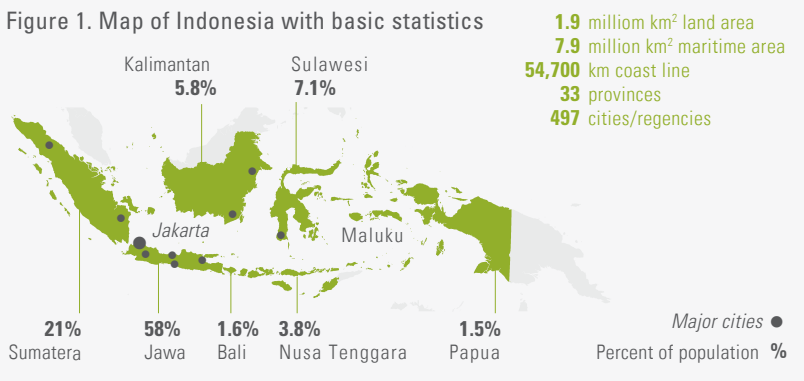 Figure 1. Map of Indonesia with basic statistics
1.9 milliom km² land area
7.9 million km² maritime area
54,700 km coast line
33 provinces
497 cities/regencies
Kalimantan
5.8%
Sulawesi
7.1%
Jakarta
Maluku
21%
Sumatera
58%
Jawa
1.6%
Bali
3.8%
Nusa Tenggara
1.5%
Papua
Major cities
Percent of population %